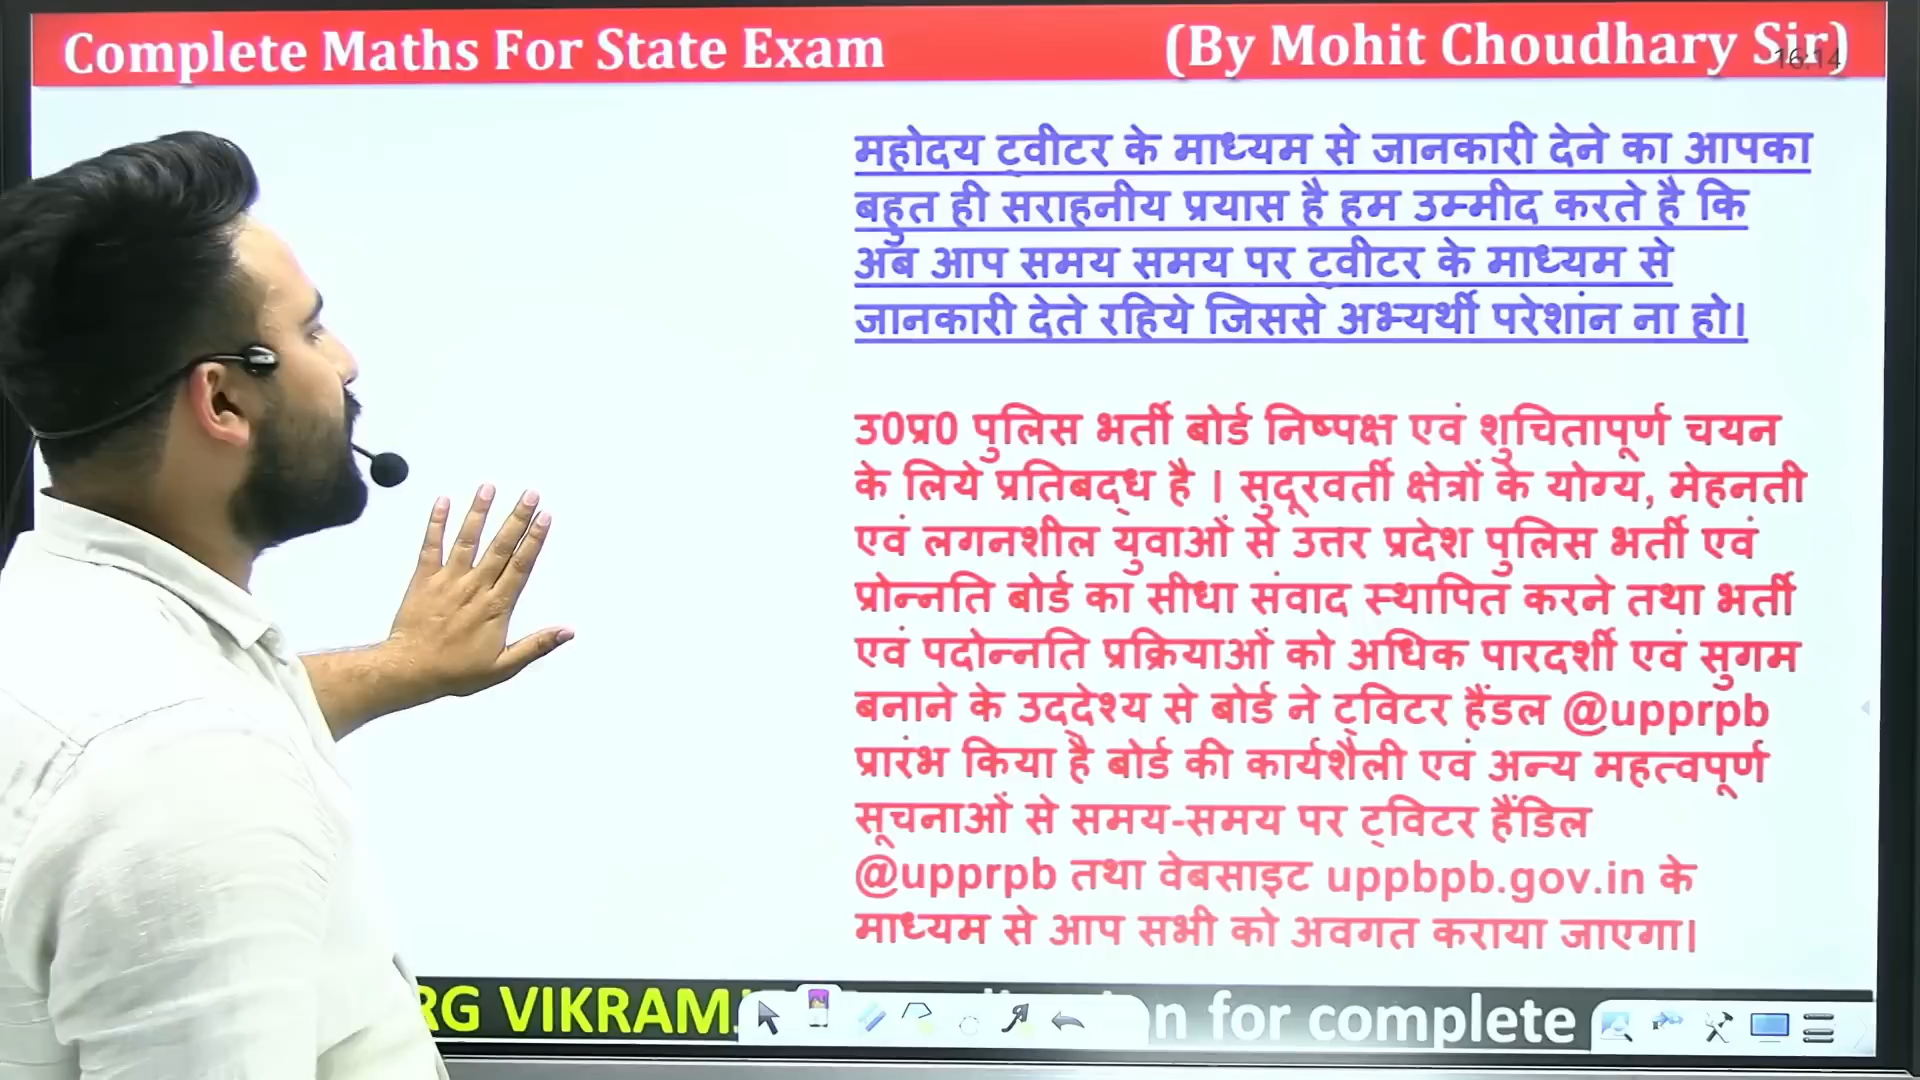 Complete Maths For State Exam (By Mohit Choudhary Sir)
16:14
महोदय ट्वीटर के माध्यम से जानकारी देने का आपका
बहुत ही सराहनीय प्रयास है हम उम्मीद करते है कि
अब आप समय समय पर ट्वीटर के माध्यम से
जानकारी देते रहिये जिससे अभ्यर्थी परेशांन ना हो।
उ0प्र0 पुलिस भर्ती बोर्ड निष्पक्ष एवं शुचितापूर्ण चयन
के लिये प्रतिबद्ध है । सुदूरवर्ती क्षेत्रों के योग्य, मेहनती
एवं लगनशील युवाओं से उत्तर प्रदेश पुलिस भर्ती एवं
प्रोन्नति बोर्ड का सीधा संवाद स्थापित करने तथा भर्ती
एवं पदोन्नति प्रक्रियाओं को अधिक पारदर्शी एवं सुगम
बनाने के उद्देश्य से बोर्ड ने ट्विटर हैंडल @upprpb
प्रारंभ किया है बोर्ड की कार्यशैली एवं अन्य महत्वपूर्ण
सूचनाओं से समय-समय पर ट्विटर हैंडिल
@upprpb तथा वेबसाइट uppbpb.gov.in के
माध्यम से आप सभी को अवगत कराया जाएगा।
RG VIKRAM for complete